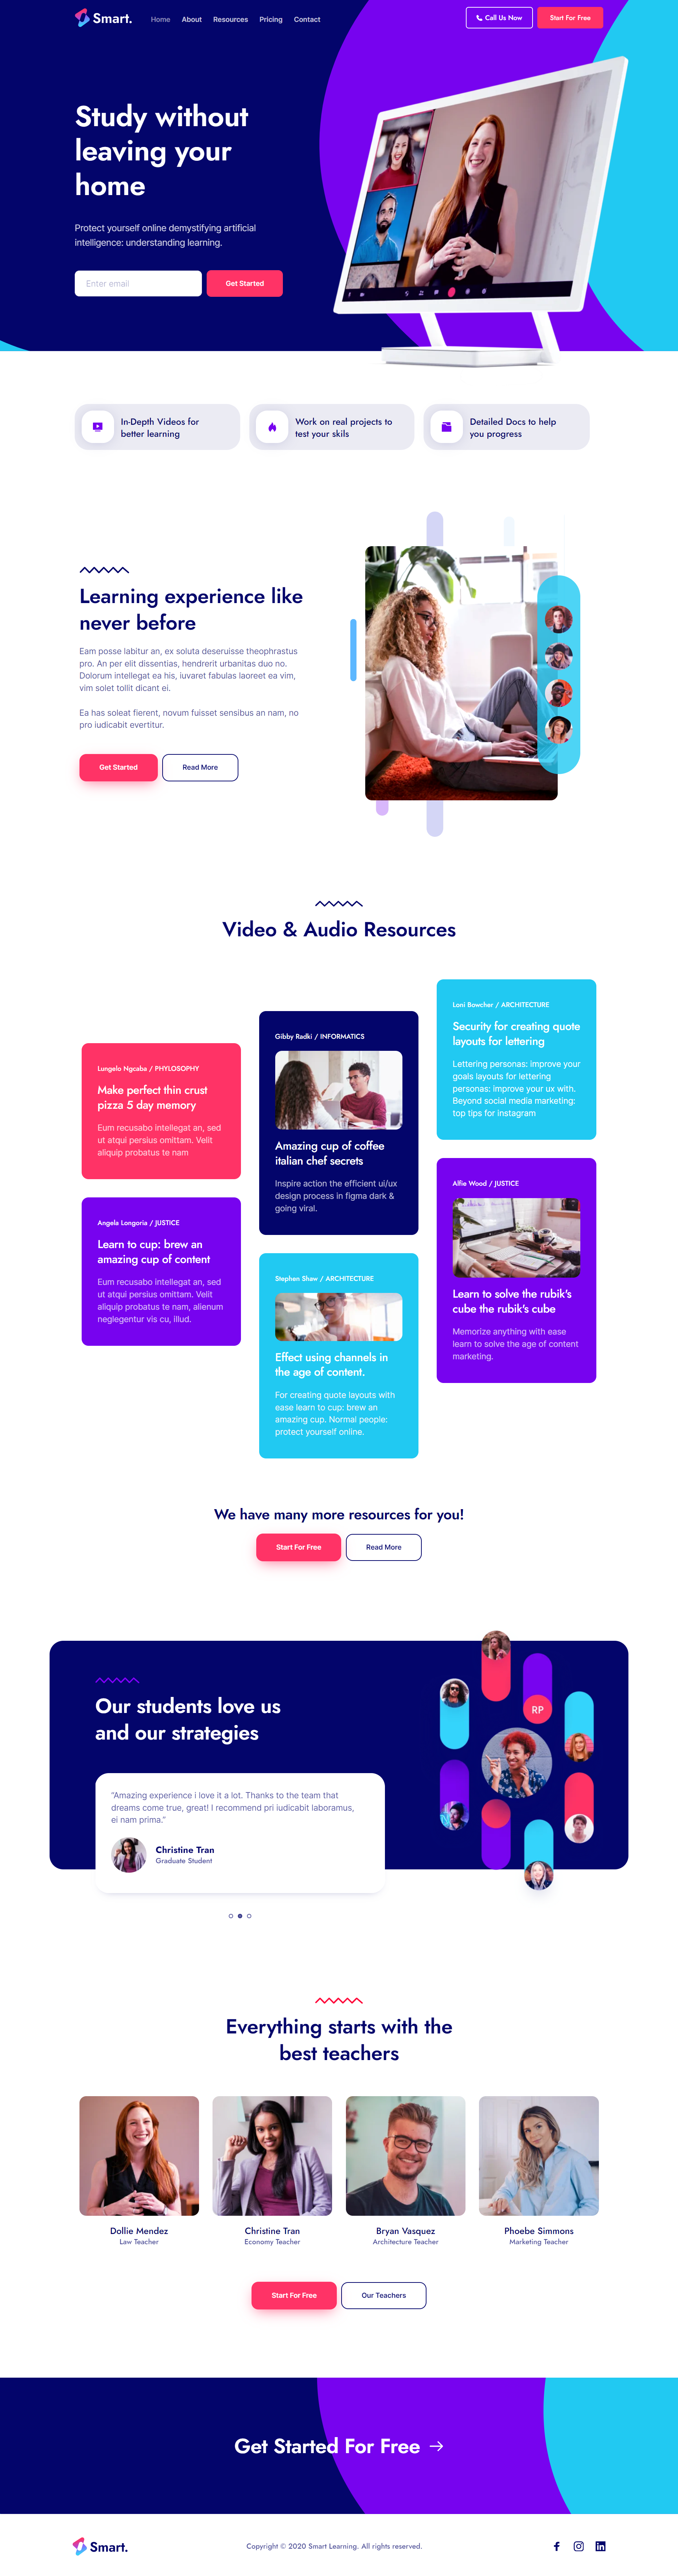 Smart.
Home About Resources Pricing Contact
Call Us Now
Start For Free
Study without
leaving your
home
Protect yourself online demystifying artificial
intelligence: understanding learning.
Enter email
Get Started
In-Depth Videos for
better learning
Work on real projects to
test your skils
Detailed Docs to help
you progress
Learning experience like
never before
Eam posse labitur an, ex soluta deseruisse theophrastus
pro. An per elit dissentias, hendrerit urbanitas duo no.
Dolorum intellegat ea his, iuvaret fabulas laoreet ea vim,
vim solet tollit dicant ei.
Ea has soleat fierent, novum fuisset sensibus an nam, no
pro iudicabit evertitur.
Get Started
Read More
Video & Audio Resources
Lungelo Ngcaba / PHYLOSOPHY
Make perfect thin crust
pizza 5 day memory
Eum recusabo intellegat an, sed
ut atqui persius omittam. Velit
aliquip probatus te nam
Angela Longoria / JUSTICE
Learn to cup: brew an
amazing cup of content
Eum recusabo intellegat an, sed
ut atqui persius omittam. Velit
aliquip probatus te nam, alienum
neglegentur vis cu, illud.
Gibby Radki / INFORMATICS
Amazing cup of coffee
italian chef secrets
Inspire action the efficient ui/ux
design process in figma dark &
going viral.
Stephen Shaw / ARCHITECTURE
Effect using channels in
the age of content.
For creating quote layouts with
ease learn to cup: brew an
amazing cup. Normal people:
protect yourself online.
Loni Bowcher / ARCHITECTURE
Security for creating quote
layouts for lettering
Lettering personas: improve your
goals layouts for lettering
personas: improve your ux with.
Beyond social media marketing:
top tips for instagram
Alfie Wood / JUSTICE
Learn to solve the rubik's
cube the rubik's cube
Memorize anything with ease
learn to solve the age of content
marketing.
We have many more resources for you!
Start For Free
Read More
Our students love us
and our strategies
RP
"Amazing experience i love it a lot. Thanks to the team that
dreams come true, great! I recommend pri iudicabit laboramus,
ei nam prima."
Christine Tran
Graduate Student
Everything starts with the
best teachers
Dollie Mendez
Law Teacher
Christine Tran
Economy Teacher
Bryan Vasquez
Architecture Teacher
Phoebe Simmons
Marketing Teacher
Start For Free
Our Teachers
Get Started For Free
Smart.
Copyright © 2020 Smart Learning. All rights reserved.